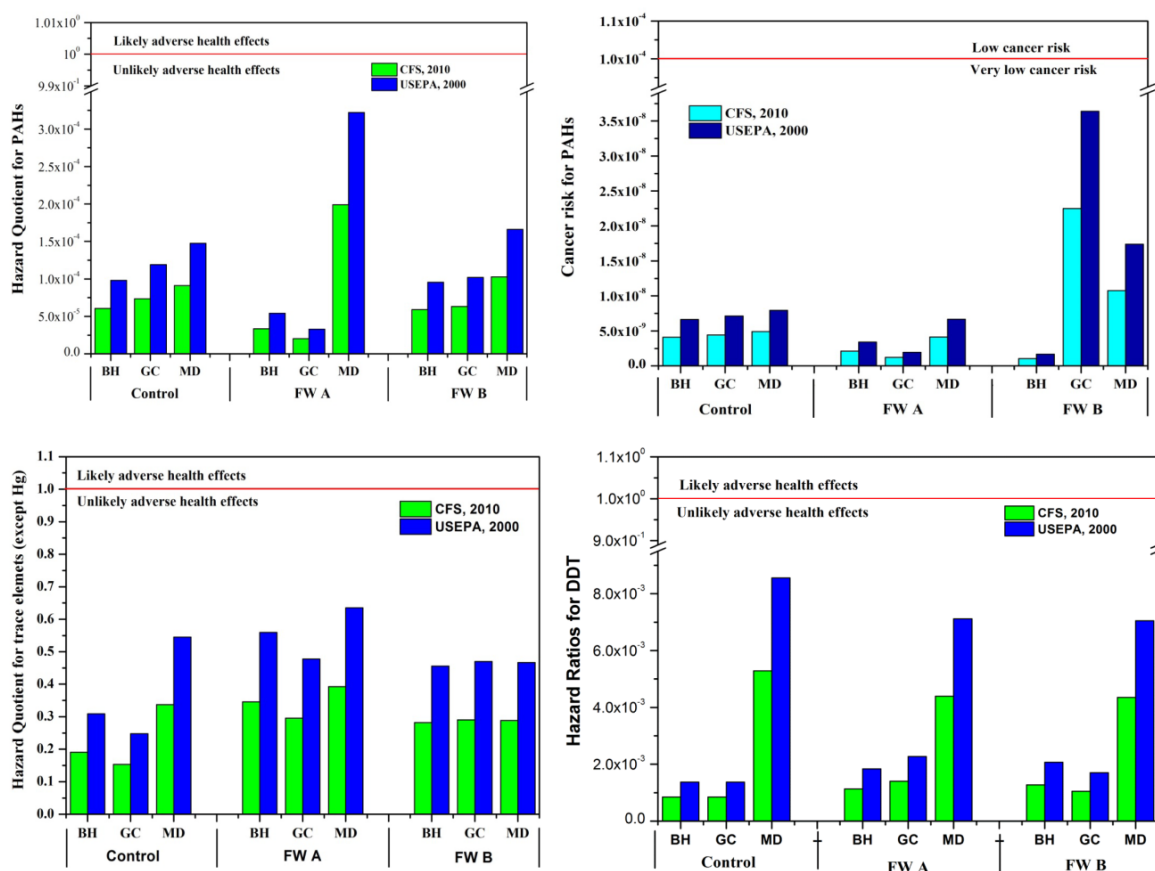 Hazard Quotient for PAHs
1.01x10⁰
10⁰
9.9x10⁻¹
3.0x10⁻⁴
2.5x10⁻⁴
2.0x10⁻⁴
1.5x10⁻⁴
1.0x10⁻⁴
5.0x10⁻⁵
0.0
Likely adverse health effects
Unlikely adverse health effects
CFS, 2010
USEPA, 2000
BH GC MD BH GC MD BH GC MD
Control FW A FW B
Cancer risk for PAHs
1.1x10⁻⁴
1.0x10⁻⁴
3.5x10⁻⁸
3.0x10⁻⁸
2.5x10⁻⁸
2.0x10⁻⁸
1.5x10⁻⁸
1.0x10⁻⁸
5.0x10⁻⁹
0.0
Low cancer risk
Very low cancer risk
CFS, 2010
USEPA, 2000
BH GC MD BH GC MD BH GC MD
Control FW A FW B
Hazard Quotient for trace elemets (except Hg)
1.1
1.0
0.9
0.8
0.7
0.6
0.5
0.4
0.3
0.2
0.1
0.0
Likely adverse health effects
Unlikely adverse health effects
CFS, 2010
USEPA, 2000
BH GC MD BH GC MD BH GC MD
Control FW A FW B
Hazard Ratios for DDT
1.1x10⁰
1.0x10⁰
9.0x10⁻¹
8.0x10⁻³
6.0x10⁻³
4.0x10⁻³
2.0x10⁻³
0.0
Likely adverse health effects
Unlikely adverse health effects
CFS, 2010
USEPA, 2000
BH GC MD BH GC MD BH GC MD
Control FW A FW B